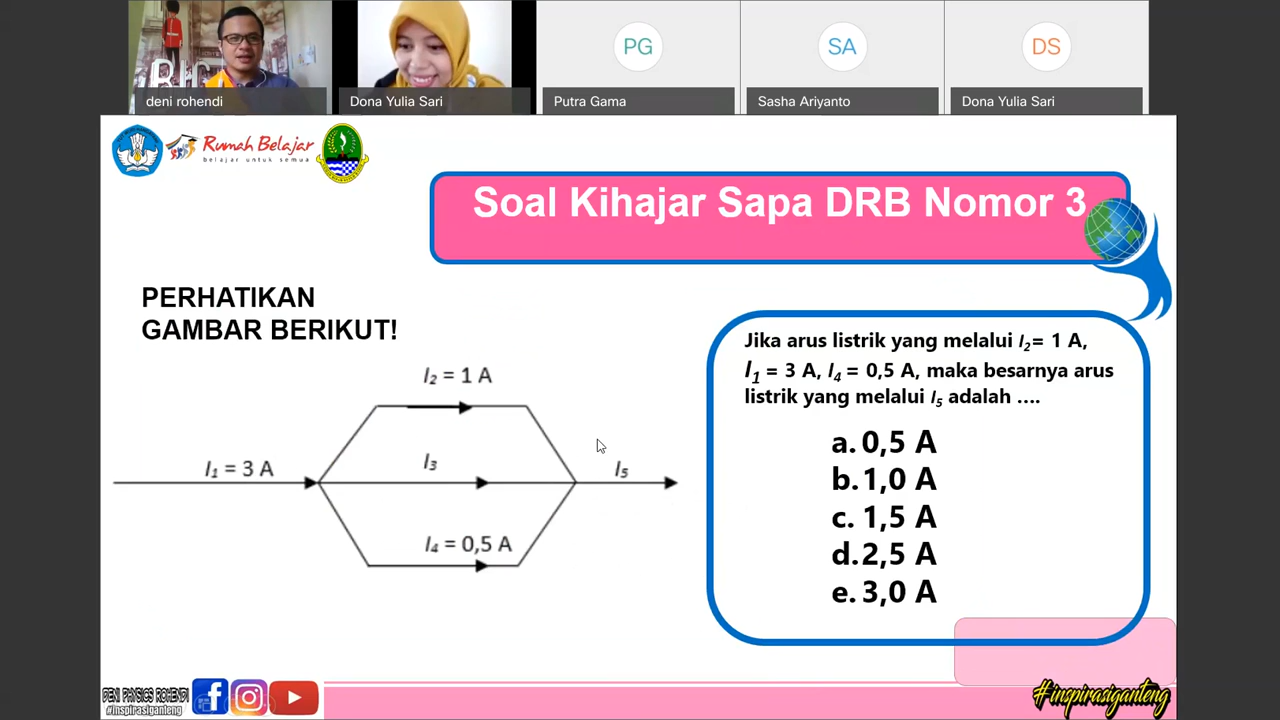 PG
SA
DS
deni rohendi
Dona Yulia Sari
Putra Gama
Sasha Ariyanto
Dona Yulia Sari
Rumah Belajar
belajar untuk semua
Soal Kihajar Sapa DRB Nomor 3
PERHATIKAN
GAMBAR BERIKUT!
I₂ = 1 A
I₁ = 3 A
I₃
I₅
I₄ = 0,5 A
Jika arus listrik yang melalui I₂= 1 A,
I₁ = 3 A, I₄ = 0,5 A, maka besarnya arus
listrik yang melalui I₅ adalah ....
a. 0,5 A
b. 1,0 A
c. 1,5 A
d. 2,5 A
e. 3,0 A
DENI PHYSICS ROHENDI
#inspirasiganteng
#inspirasiganteng